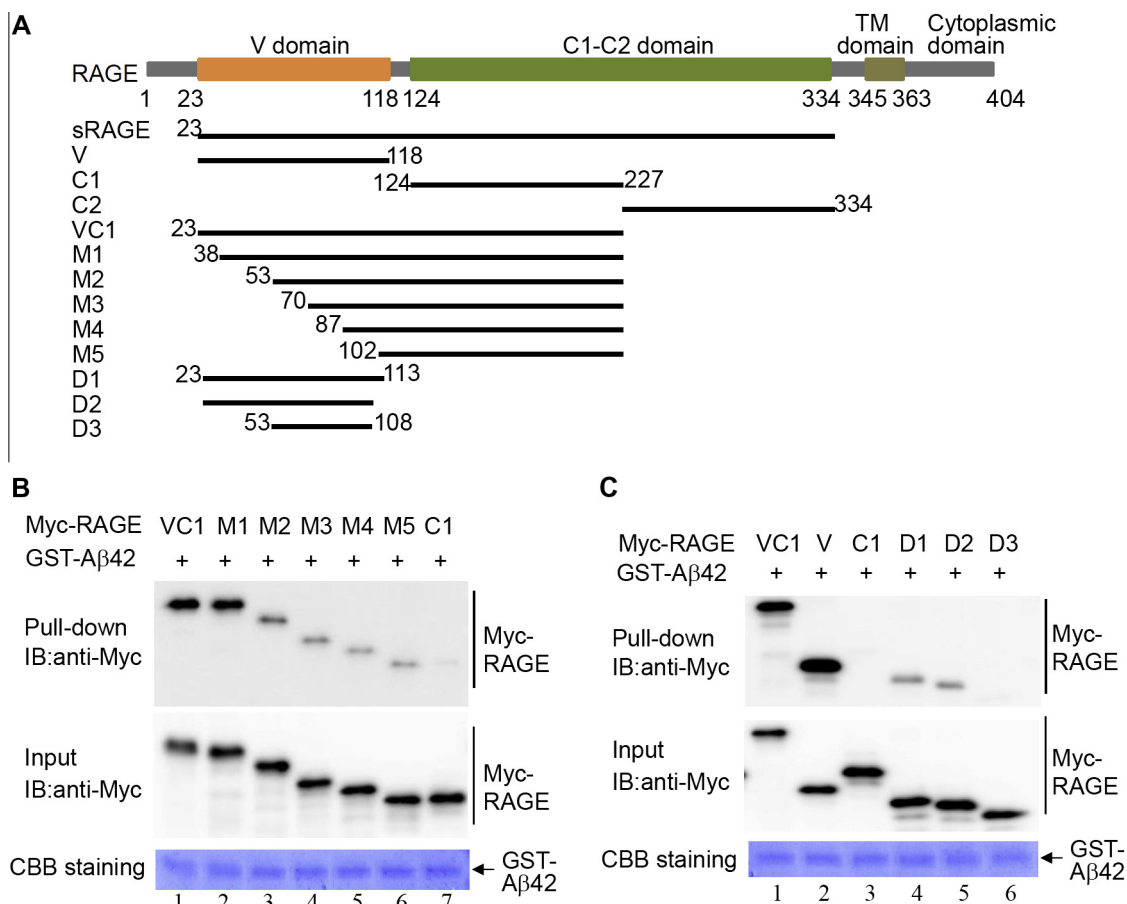 A
V domain
C1-C2 domain
TM domain
Cytoplasmic domain
RAGE
1 23 118 124 334 345 363 404
sRAGE 23
V 118
C1 124 227
C2 334
VC1 23
M1 38
M2 53
M3 70
M4 87
M5 102
D1 23 113
D2
D3 53 108
B
Myc-RAGE VC1 M1 M2 M3 M4 M5 C1
GST-Aβ42 + + + + + + +
Pull-down
IB:anti-Myc
Myc-
RAGE
Input
IB:anti-Myc
Myc-
RAGE
CBB staining
GST-
Aβ42
1 2 3 4 5 6 7
C
Myc-RAGE VC1 V C1 D1 D2 D3
GST-Aβ42 + + + + + +
Pull-down
IB:anti-Myc
Myc-
RAGE
Input
IB:anti-Myc
Myc-
RAGE
CBB staining
GST-
Aβ42
1 2 3 4 5 6